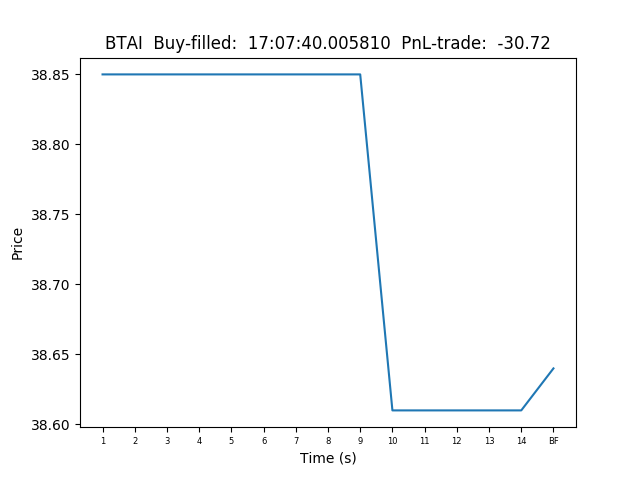 BTAI  Buy-filled:  17:07:40.005810  PnL-trade:  -30.72
38.85
38.80
38.75
38.70
38.65
38.60
Price
1 2 3 4 5 6 7 8 9 10 11 12 13 14 BF
Time (s)